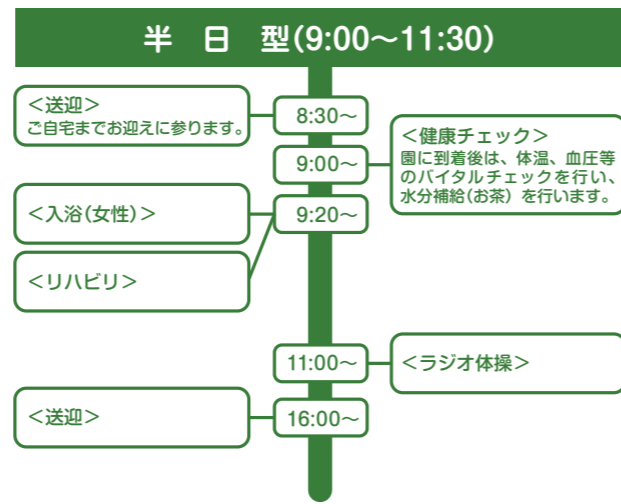 半日型(9:00〜11:30)
<送迎>
ご自宅までお迎えに参ります。
8:30〜
9:00〜
<健康チェック>
園に到着後は、体温、血圧等
のバイタルチェックを行い、
水分補給(お茶)を行います。
<入浴(女性)>
9:20〜
<リハビリ>
11:00〜
<ラジオ体操>
<送迎>
16:00〜